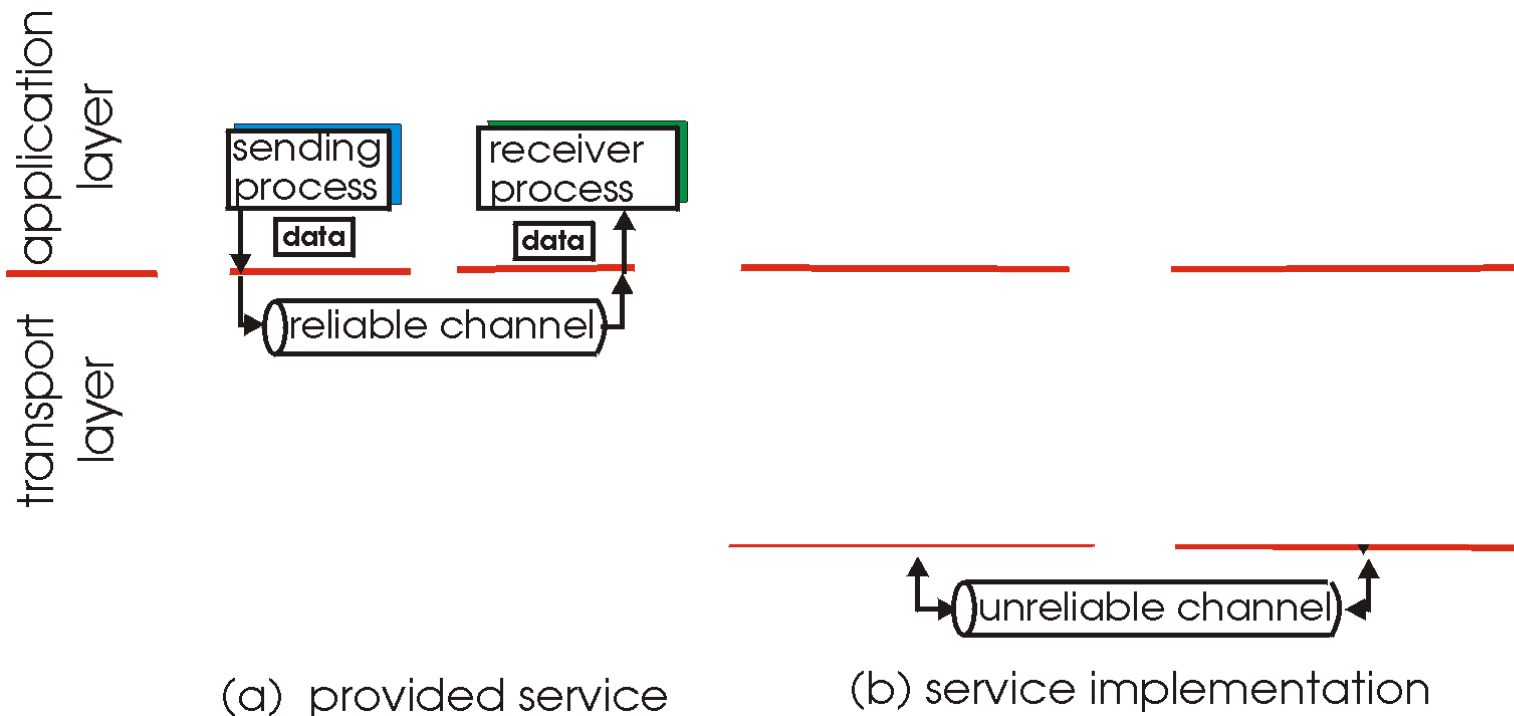 application
layer
transport
layer
sending
process
receiver
process
data
data
reliable channel
unreliable channel
(a) provided service
(b) service implementation